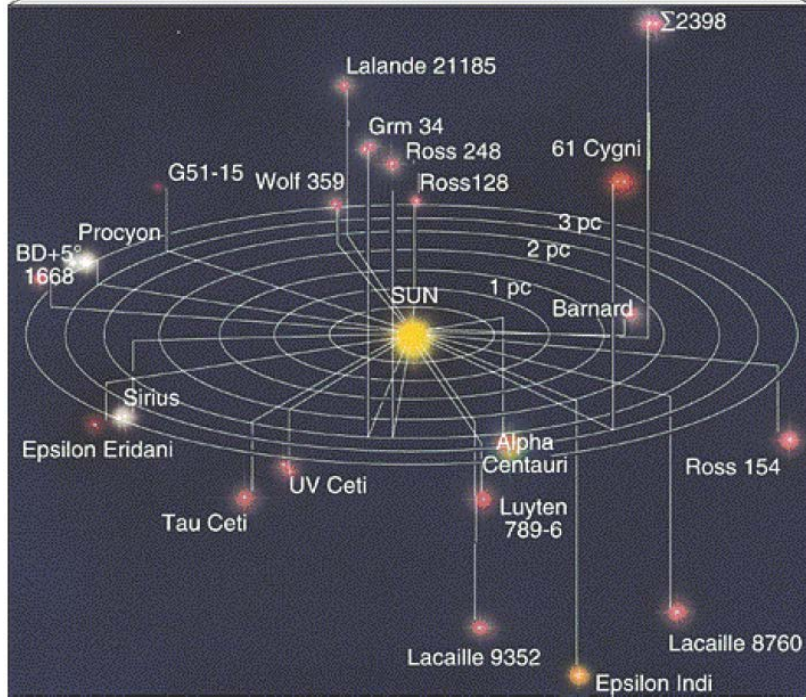 Σ2398
Lalande 21185
Grm 34
Ross 248
61 Cygni
G51-15
Wolf 359
Ross128
3 pc
Procyon
2 pc
BD+5°
1668
1 pc
SUN
Barnard
Sirius
Epsilon Eridani
Alpha
Centauri
Ross 154
UV Ceti
Tau Ceti
Luyten
789-6
Lacaille 9352
Lacaille 8760
Epsilon Indi